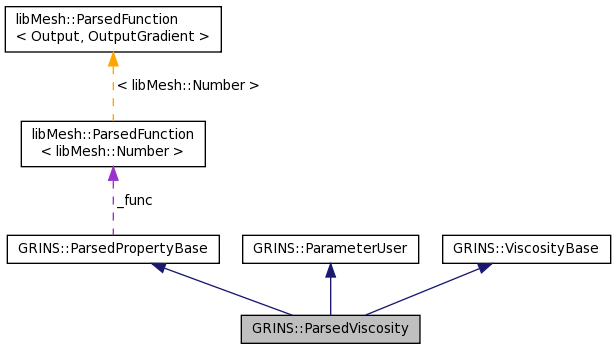 libMesh::ParsedFunction
< Output, OutputGradient >
< libMesh::Number >
libMesh::ParsedFunction
< libMesh::Number >
_func
GRINS::ParsedPropertyBase
GRINS::ParameterUser
GRINS::ViscosityBase
GRINS::ParsedViscosity